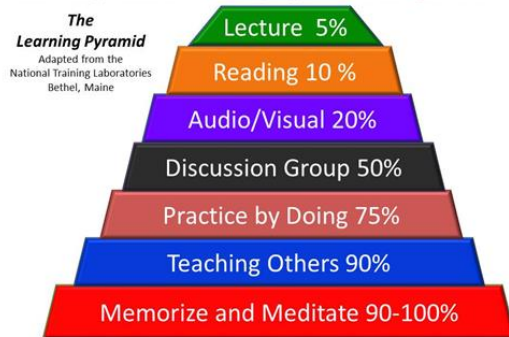 The
Learning Pyramid
Adapted from the
National Training Laboratories
Bethel, Maine
Lecture 5%
Reading 10 %
Audio/Visual 20%
Discussion Group 50%
Practice by Doing 75%
Teaching Others 90%
Memorize and Meditate 90-100%